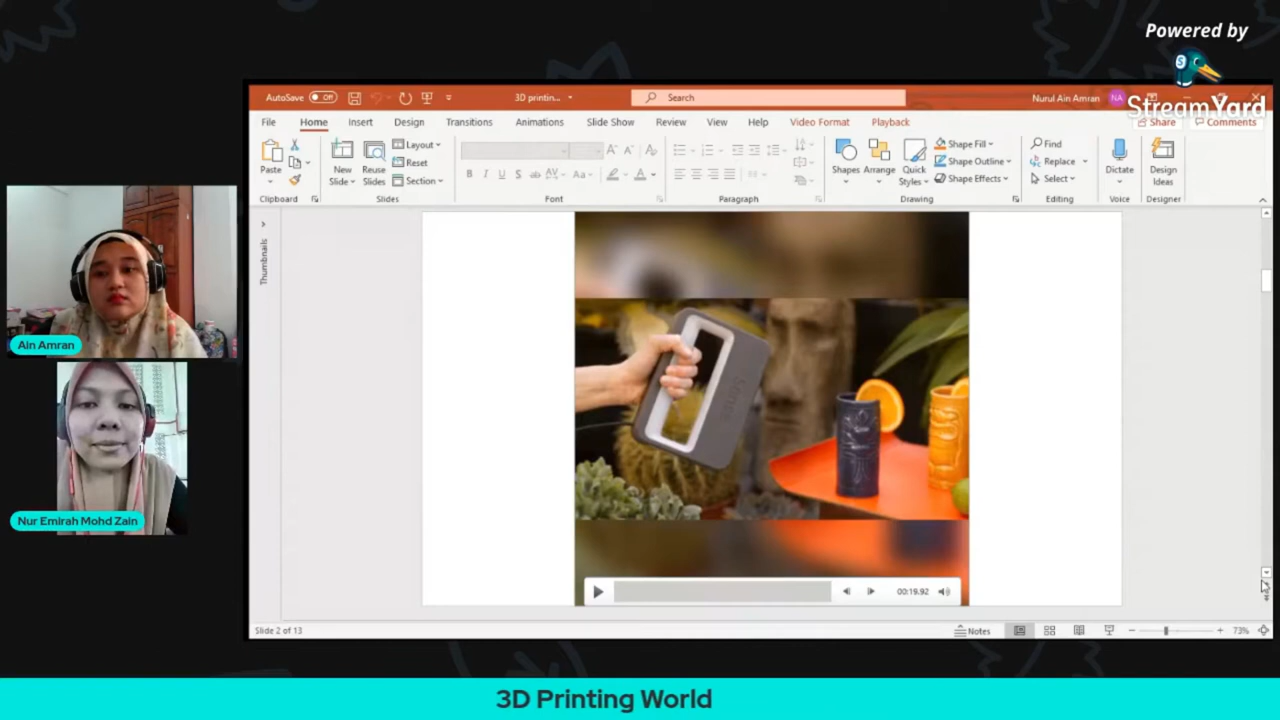 Powered by
StreamYard
AutoSave Off
3D printin...
Search
Nurul Ain Amran
NA
File Home Insert Design Transitions Animations Slide Show Review View Help Video Format Playback
Share Comments
Paste
New Slide
Reuse Slides
Layout
Reset
Section
B I U S ab AV Aa A
Shapes
Arrange
Quick Styles
Shape Fill
Shape Outline
Shape Effects
Find
Replace
Select
Dictate
Design Ideas
Clipboard Slides Font Paragraph Drawing Editing Voice Designer
Thumbnails
Ain Amran
Nur Emirah Mohd Zain
00:19.92
Slide 2 of 13
Notes
73%
3D Printing World